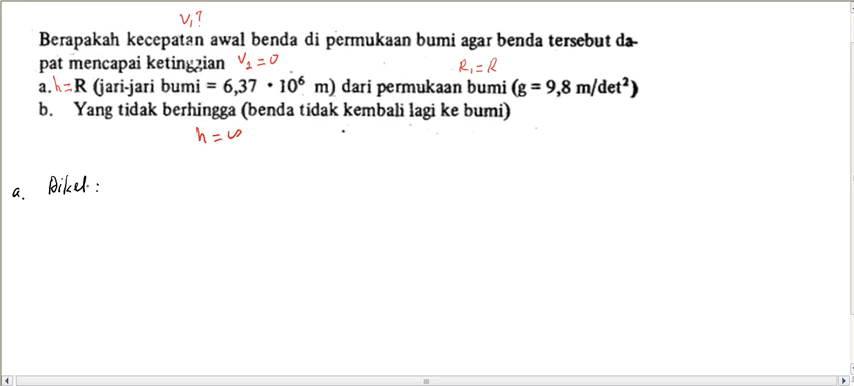 V₁?
Berapakah kecepatan awal benda di permukaan bumi agar benda tersebut da-
pat mencapai ketinggian V₂=0
R₁=R
a. h=R (jari-jari bumi = 6,37 · 10⁶ m) dari permukaan bumi (g = 9,8 m/det²)
b. Yang tidak berhingga (benda tidak kembali lagi ke bumi)
h = ∞
a. Diket: